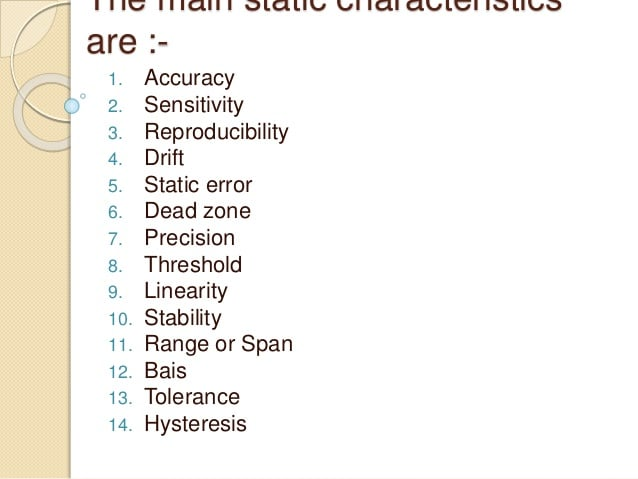 The main static characteristics
are :-
1. Accuracy
2. Sensitivity
3. Reproducibility
4. Drift
5. Static error
6. Dead zone
7. Precision
8. Threshold
9. Linearity
10. Stability
11. Range or Span
12. Bais
13. Tolerance
14. Hysteresis